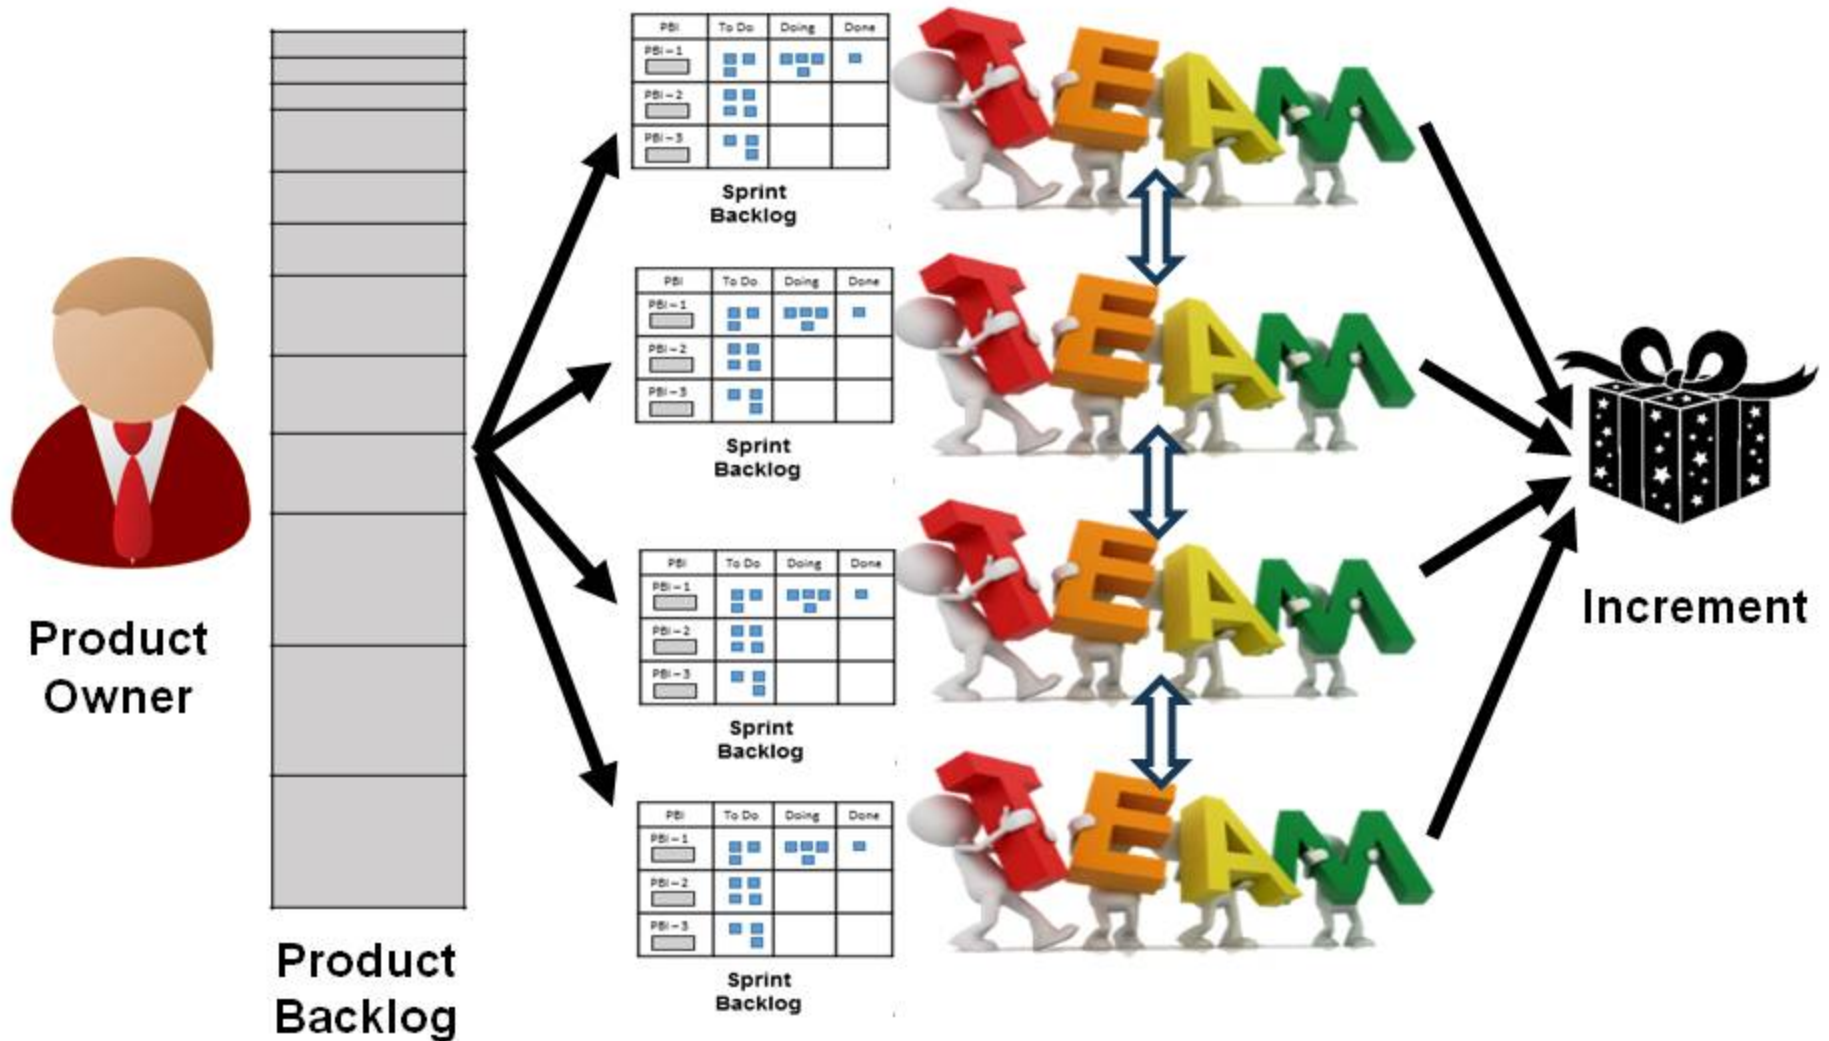 Product
Owner
Product
Backlog
PBI To Do Doing Done
PBI – 1
PBI – 2
PBI – 3
Sprint
Backlog
TEAM
PBI To Do Doing Done
PBI – 1
PBI – 2
PBI – 3
Sprint
Backlog
TEAM
PBI To Do Doing Done
PBI – 1
PBI – 2
PBI – 3
Sprint
Backlog
TEAM
PBI To Do Doing Done
PBI – 1
PBI – 2
PBI – 3
Sprint
Backlog
TEAM
Increment